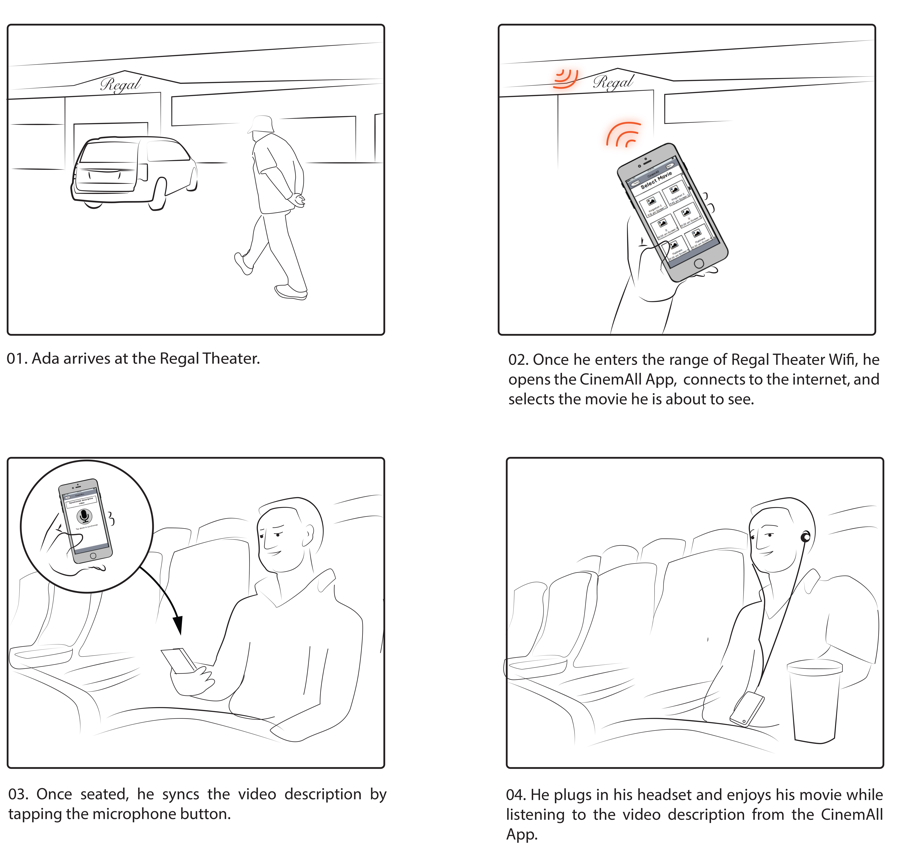 Regal
01. Ada arrives at the Regal Theater.
Regal
Select Movie
02. Once he enters the range of Regal Theater Wifi, he
opens the CinemAll App, connects to the internet, and
selects the movie he is about to see.
03. Once seated, he syncs the video description by
tapping the microphone button.
04. He plugs in his headset and enjoys his movie while
listening to the video description from the CinemAll
App.